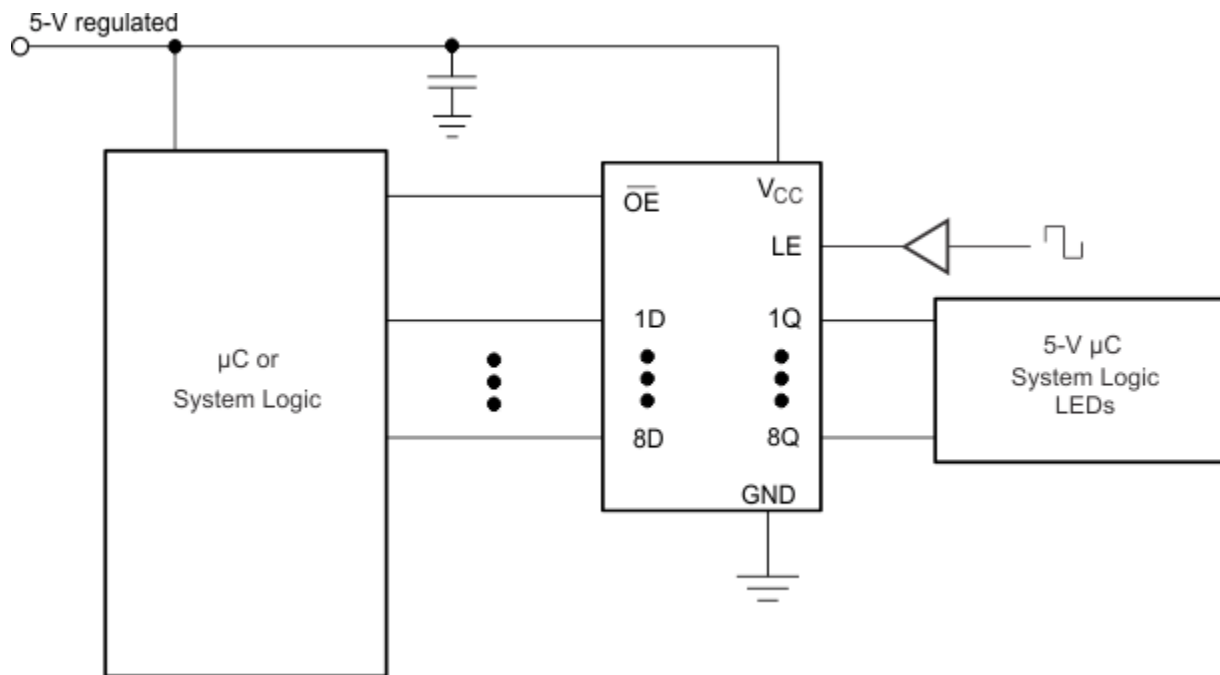 5-V regulated
OE
VCC
LE
1D
1Q
µC or
System Logic
5-V µC
System Logic
LEDs
8D
8Q
GND